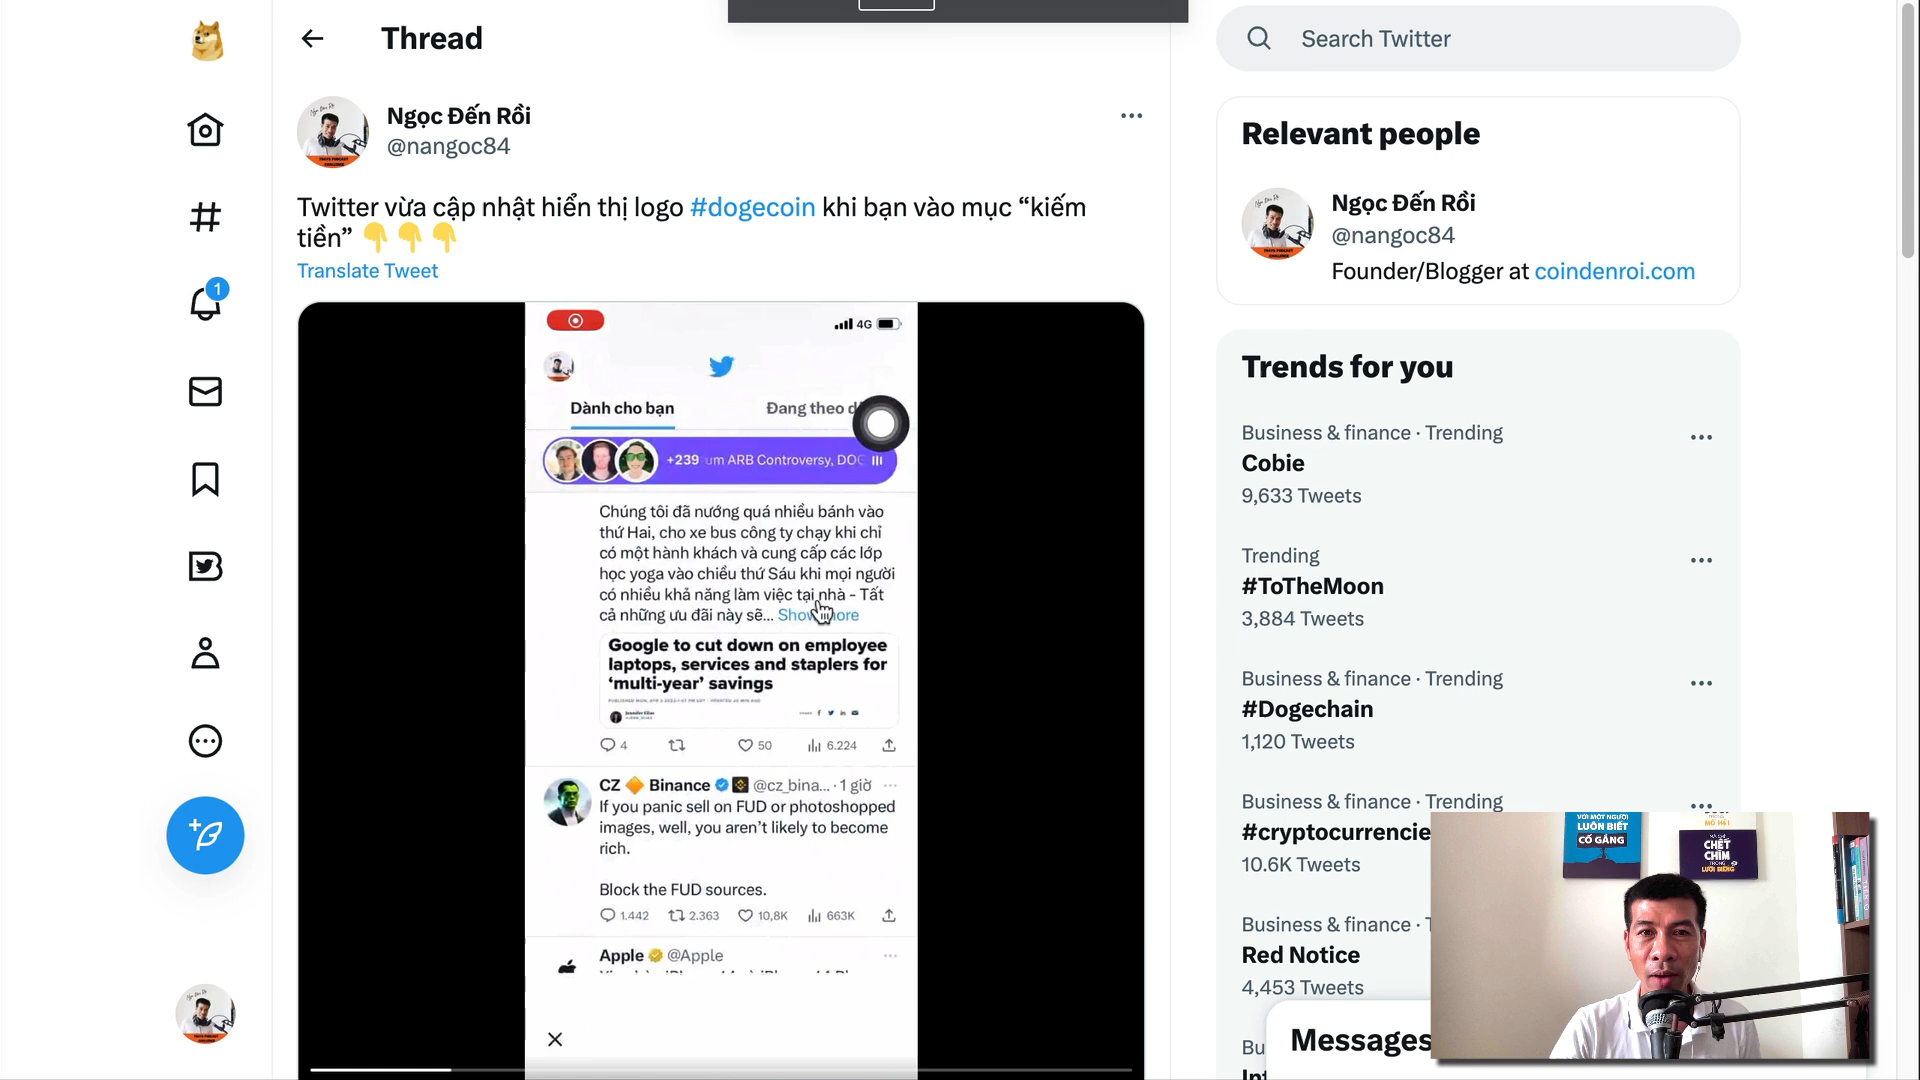 Thread
Ngọc Đến Rồi
@nangoc84
Twitter vừa cập nhật hiển thị logo #dogecoin khi bạn vào mục “kiếm
tiền” 👇👇👇
Translate Tweet
4G
Dành cho bạn
Đang theo d
+239 um ARB Controversy, DOG
Chúng tôi đã nướng quá nhiều bánh vào
thứ Hai, cho xe bus công ty chạy khi chỉ
có một hành khách và cung cấp các lớp
học yoga vào chiều thứ Sáu khi mọi người
có nhiều khả năng làm việc tại nhà - Tất
cả những ưu đãi này sẽ... Show more
Google to cut down on employee
laptops, services and staplers for
‘multi-year’ savings
4
50
6.224
CZ 🔶 Binance @cz_bina... · 1 giờ
If you panic sell on FUD or photoshopped
images, well, you aren’t likely to become
rich.
Block the FUD sources.
1.442
2.363
10,8K
663K
Apple @Apple
1
Search Twitter
Relevant people
Ngọc Đến Rồi
@nangoc84
Founder/Blogger at coindenroi.com
Trends for you
Business & finance · Trending
Cobie
9,633 Tweets
Trending
#ToTheMoon
3,884 Tweets
Business & finance · Trending
#Dogechain
1,120 Tweets
Business & finance · Trending
#cryptocurrencie
10.6K Tweets
Business & finance · T
Red Notice
4,453 Tweets
Bu
Messages
VỚI MỘT NGƯỜI
LUÔN BIẾT
CỐ GẮNG
MỒ HÔI
CHẾT
CHÌM
TRONG
LƯỜI BIẾNG